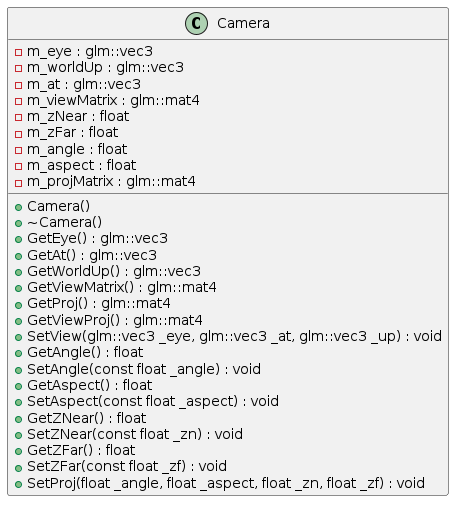 C Camera
m_eye : glm::vec3
m_worldUp : glm::vec3
m_at : glm::vec3
m_viewMatrix : glm::mat4
m_zNear : float
m_zFar : float
m_angle : float
m_aspect : float
m_projMatrix : glm::mat4
Camera()
~Camera()
GetEye() : glm::vec3
GetAt() : glm::vec3
GetWorldUp() : glm::vec3
GetViewMatrix() : glm::mat4
GetProj() : glm::mat4
GetViewProj() : glm::mat4
SetView(glm::vec3 _eye, glm::vec3 _at, glm::vec3 _up) : void
GetAngle() : float
SetAngle(const float _angle) : void
GetAspect() : float
SetAspect(const float _aspect) : void
GetZNear() : float
SetZNear(const float _zn) : void
GetZFar() : float
SetZFar(const float _zf) : void
SetProj(float _angle, float _aspect, float _zn, float _zf) : void